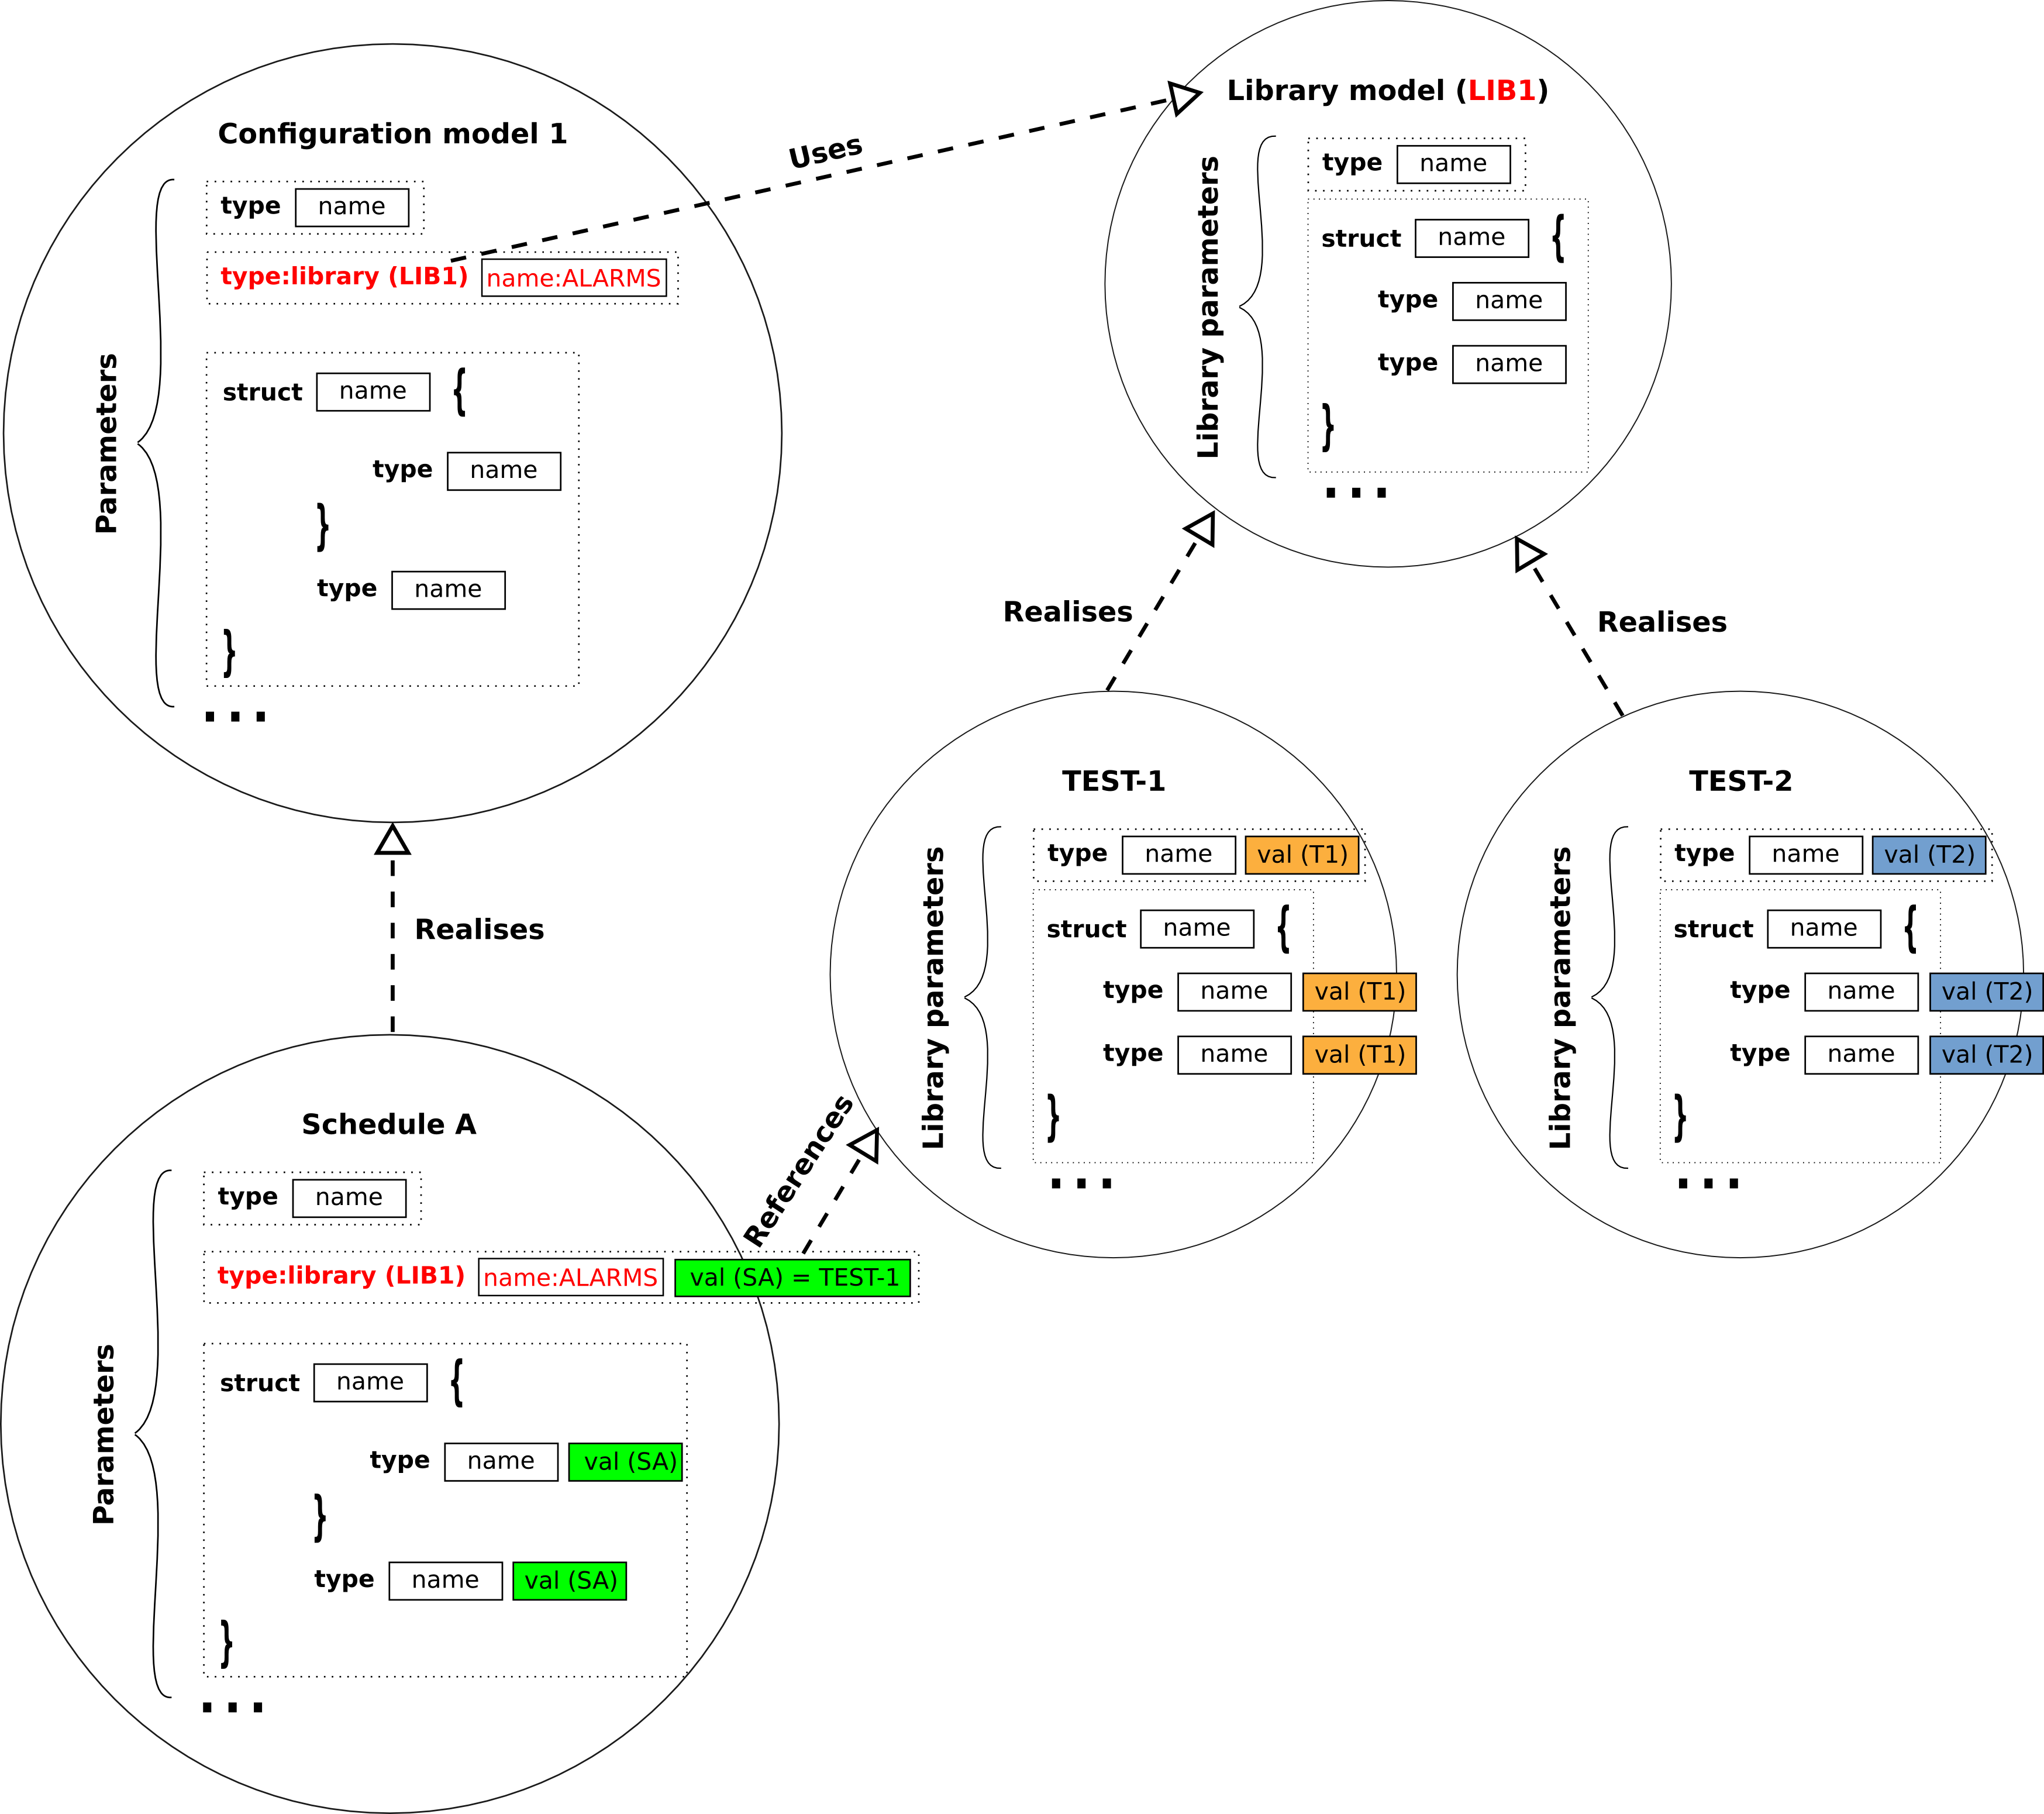 Configuration model 1
Parameters
type name
type:library (LIB1) name:ALARMS
struct name {
type name
}
type name
}
...
Uses
Library model (LIB1)
Library parameters
type name
struct name {
type name
type name
}
...
Realises
Realises
Realises
TEST-1
Library parameters
type name val (T1)
struct name {
type name val (T1)
type name val (T1)
}
...
TEST-2
Library parameters
type name val (T2)
struct name {
type name val (T2)
type name val (T2)
}
...
References
Schedule A
Parameters
type name
type:library (LIB1) name:ALARMS val (SA) = TEST-1
struct name {
type name val (SA)
}
type name val (SA)
}
...